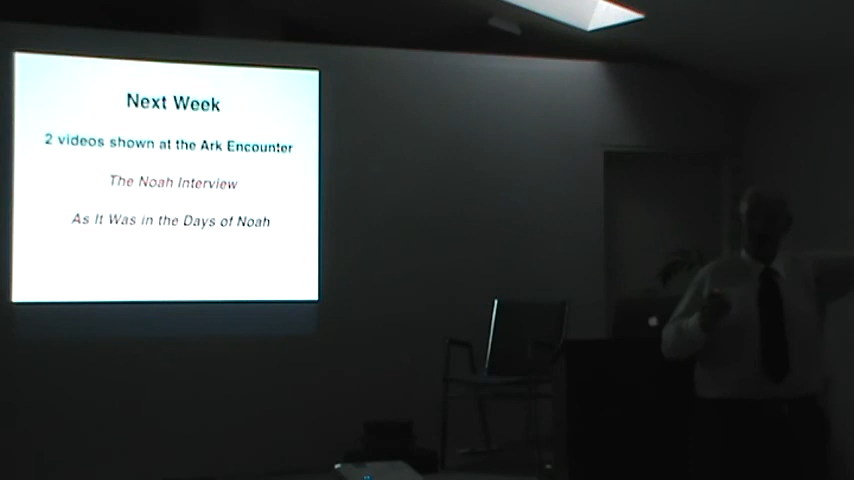 Next Week
2 videos shown at the Ark Encounter
The Noah Interview
As It Was in the Days of Noah